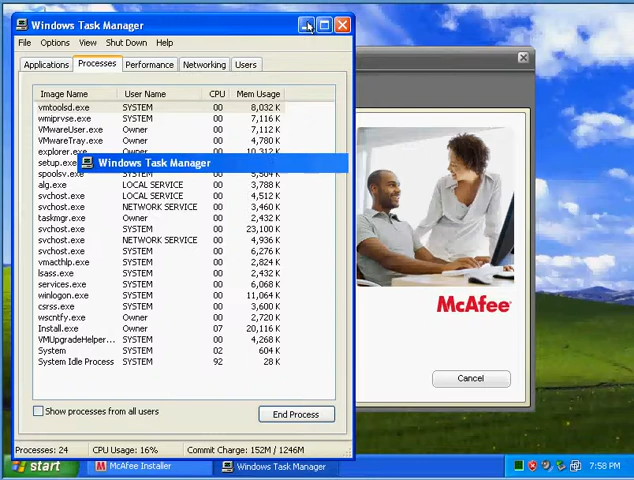 Windows Task Manager
File Options View Shut Down Help
Applications Processes Performance Networking Users
Image Name User Name CPU Mem Usage
vmtoolsd.exe SYSTEM 00 8,032 K
wmiprvse.exe SYSTEM 00 7,116 K
VMwareUser.exe Owner 00 7,112 K
VMwareTray.exe Owner 00 4,780 K
explorer.exe Owner 00 10,312 K
setup.exe
Windows Task Manager
spoolsv.exe SYSTEM 00 5,504 K
alg.exe LOCAL SERVICE 00 3,788 K
svchost.exe LOCAL SERVICE 00 4,512 K
svchost.exe NETWORK SERVICE 00 3,460 K
taskmgr.exe Owner 00 2,432 K
svchost.exe SYSTEM 00 23,100 K
svchost.exe NETWORK SERVICE 00 4,936 K
svchost.exe SYSTEM 00 6,276 K
vmacthlp.exe SYSTEM 00 2,824 K
lsass.exe SYSTEM 00 2,432 K
services.exe SYSTEM 00 6,068 K
winlogon.exe SYSTEM 00 11,064 K
csrss.exe SYSTEM 00 3,600 K
wscntfy.exe Owner 00 2,720 K
Install.exe Owner 07 20,116 K
VMUpgradeHelper... SYSTEM 00 4,268 K
System SYSTEM 02 604 K
System Idle Process SYSTEM 92 28 K
Show processes from all users
End Process
Processes: 24 CPU Usage: 16% Commit Charge: 152M / 1246M
McAfee
Cancel
start McAfee Installer Windows Task Manager 7:58 PM